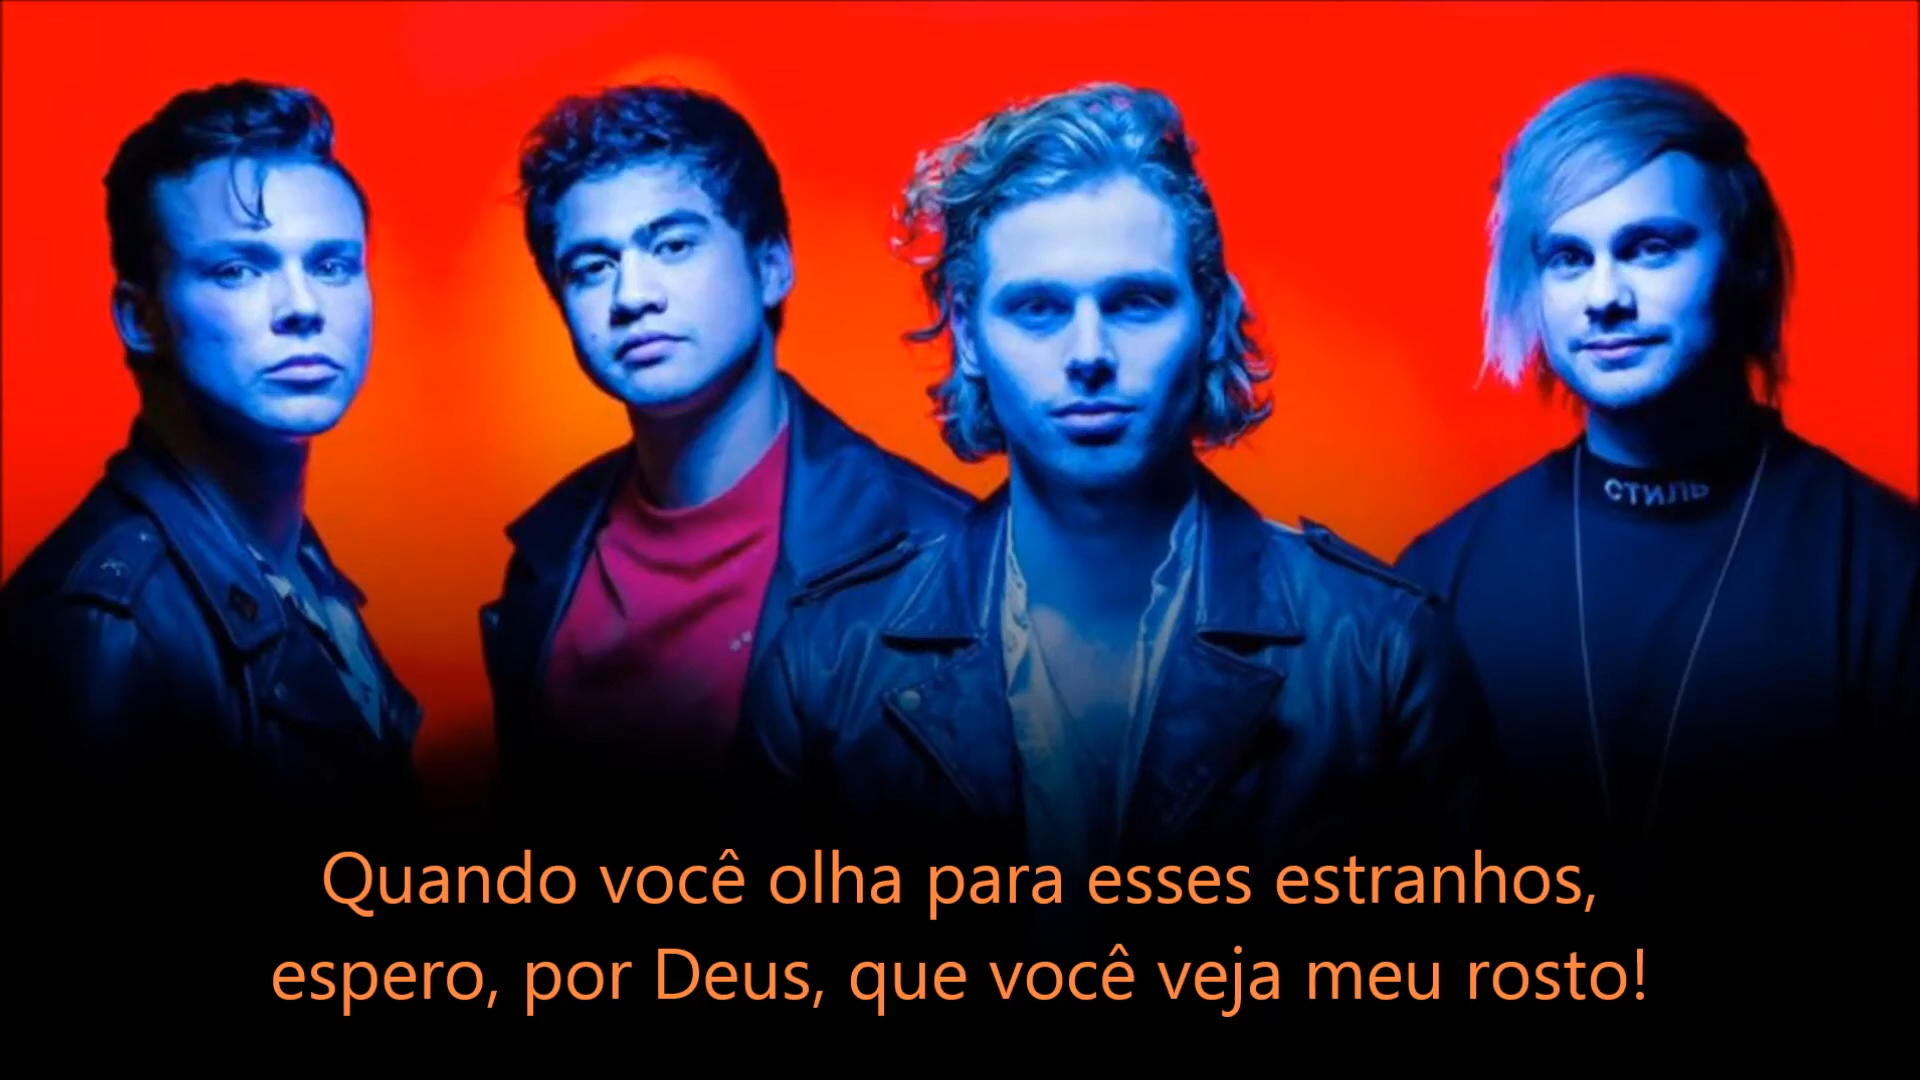 СТИЛЬ
Quando você olha para esses estranhos,
espero, por Deus, que você veja meu rosto!